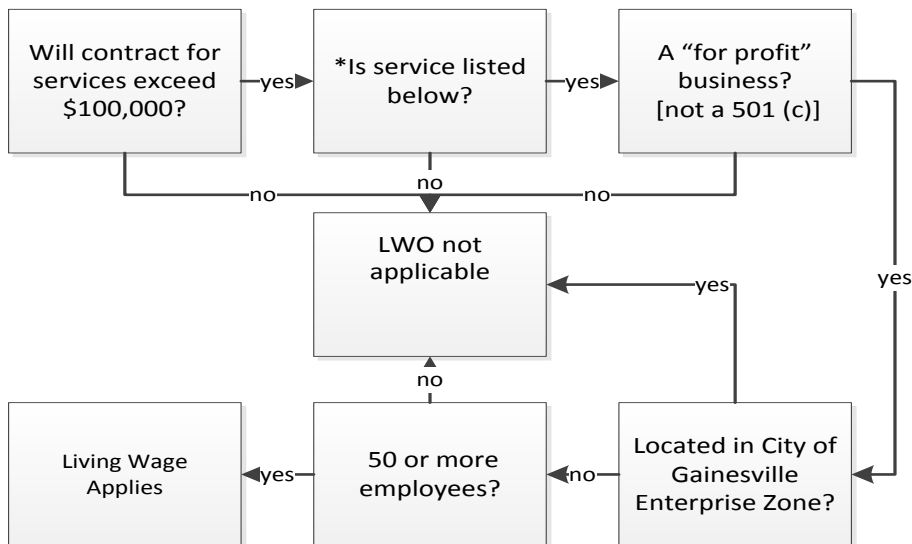 Will contract for
services exceed
$100,000?
yes
*Is service listed
below?
yes
A “for profit”
business?
[not a 501 (c)]
no
no
no
yes
LWO not
applicable
yes
no
Living Wage
Applies
yes
50 or more
employees?
no
Located in City of
Gainesville
Enterprise Zone?